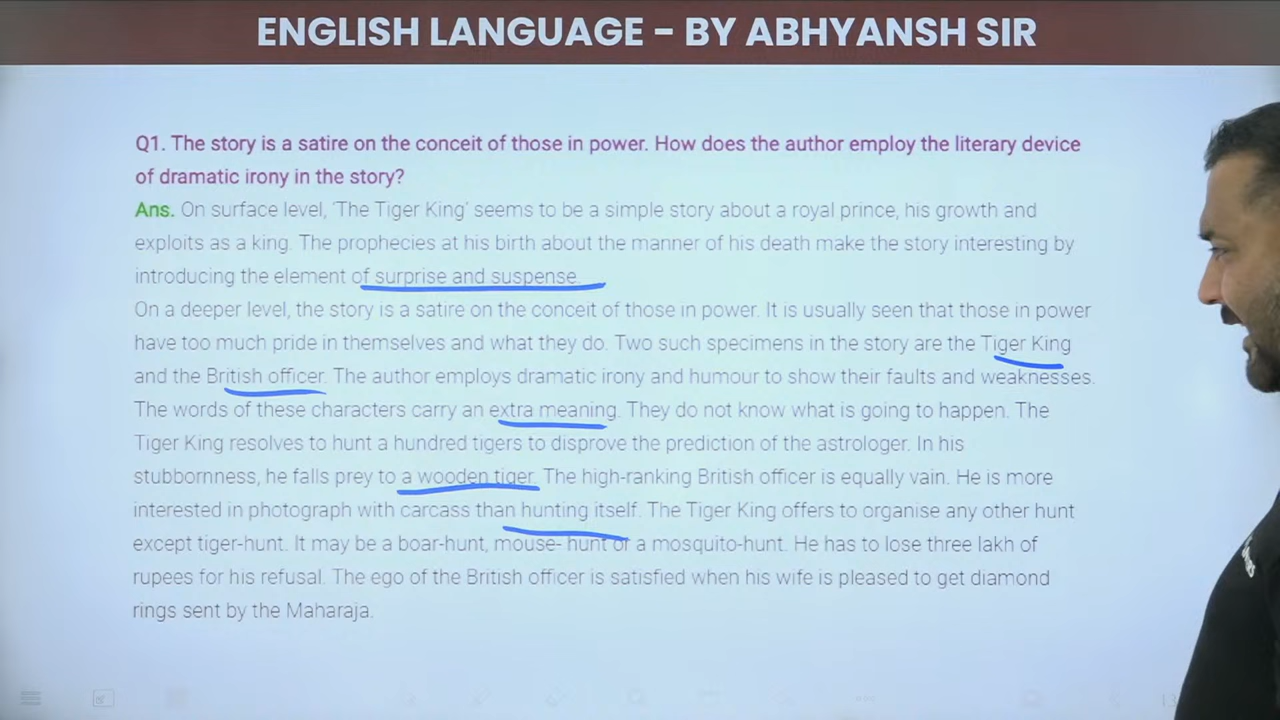 ENGLISH LANGUAGE - BY ABHYANSH SIR
Q1. The story is a satire on the conceit of those in power. How does the author employ the literary device
of dramatic irony in the story?
Ans. On surface level, 'The Tiger King' seems to be a simple story about a royal prince, his growth and
exploits as a king. The prophecies at his birth about the manner of his death make the story interesting by
introducing the element of surprise and suspense.
On a deeper level, the story is a satire on the conceit of those in power. It is usually seen that those in power
have too much pride in themselves and what they do. Two such specimens in the story are the Tiger King
and the British officer. The author employs dramatic irony and humour to show their faults and weaknesses.
The words of these characters carry an extra meaning. They do not know what is going to happen. The
Tiger King resolves to hunt a hundred tigers to disprove the prediction of the astrologer. In his
stubbornness, he falls prey to a wooden tiger. The high-ranking British officer is equally vain. He is more
interested in photograph with carcass than hunting itself. The Tiger King offers to organise any other hunt
except tiger-hunt. It may be a boar-hunt, mouse- hunt or a mosquito-hunt. He has to lose three lakh of
rupees for his refusal. The ego of the British officer is satisfied when his wife is pleased to get diamond
rings sent by the Maharaja.